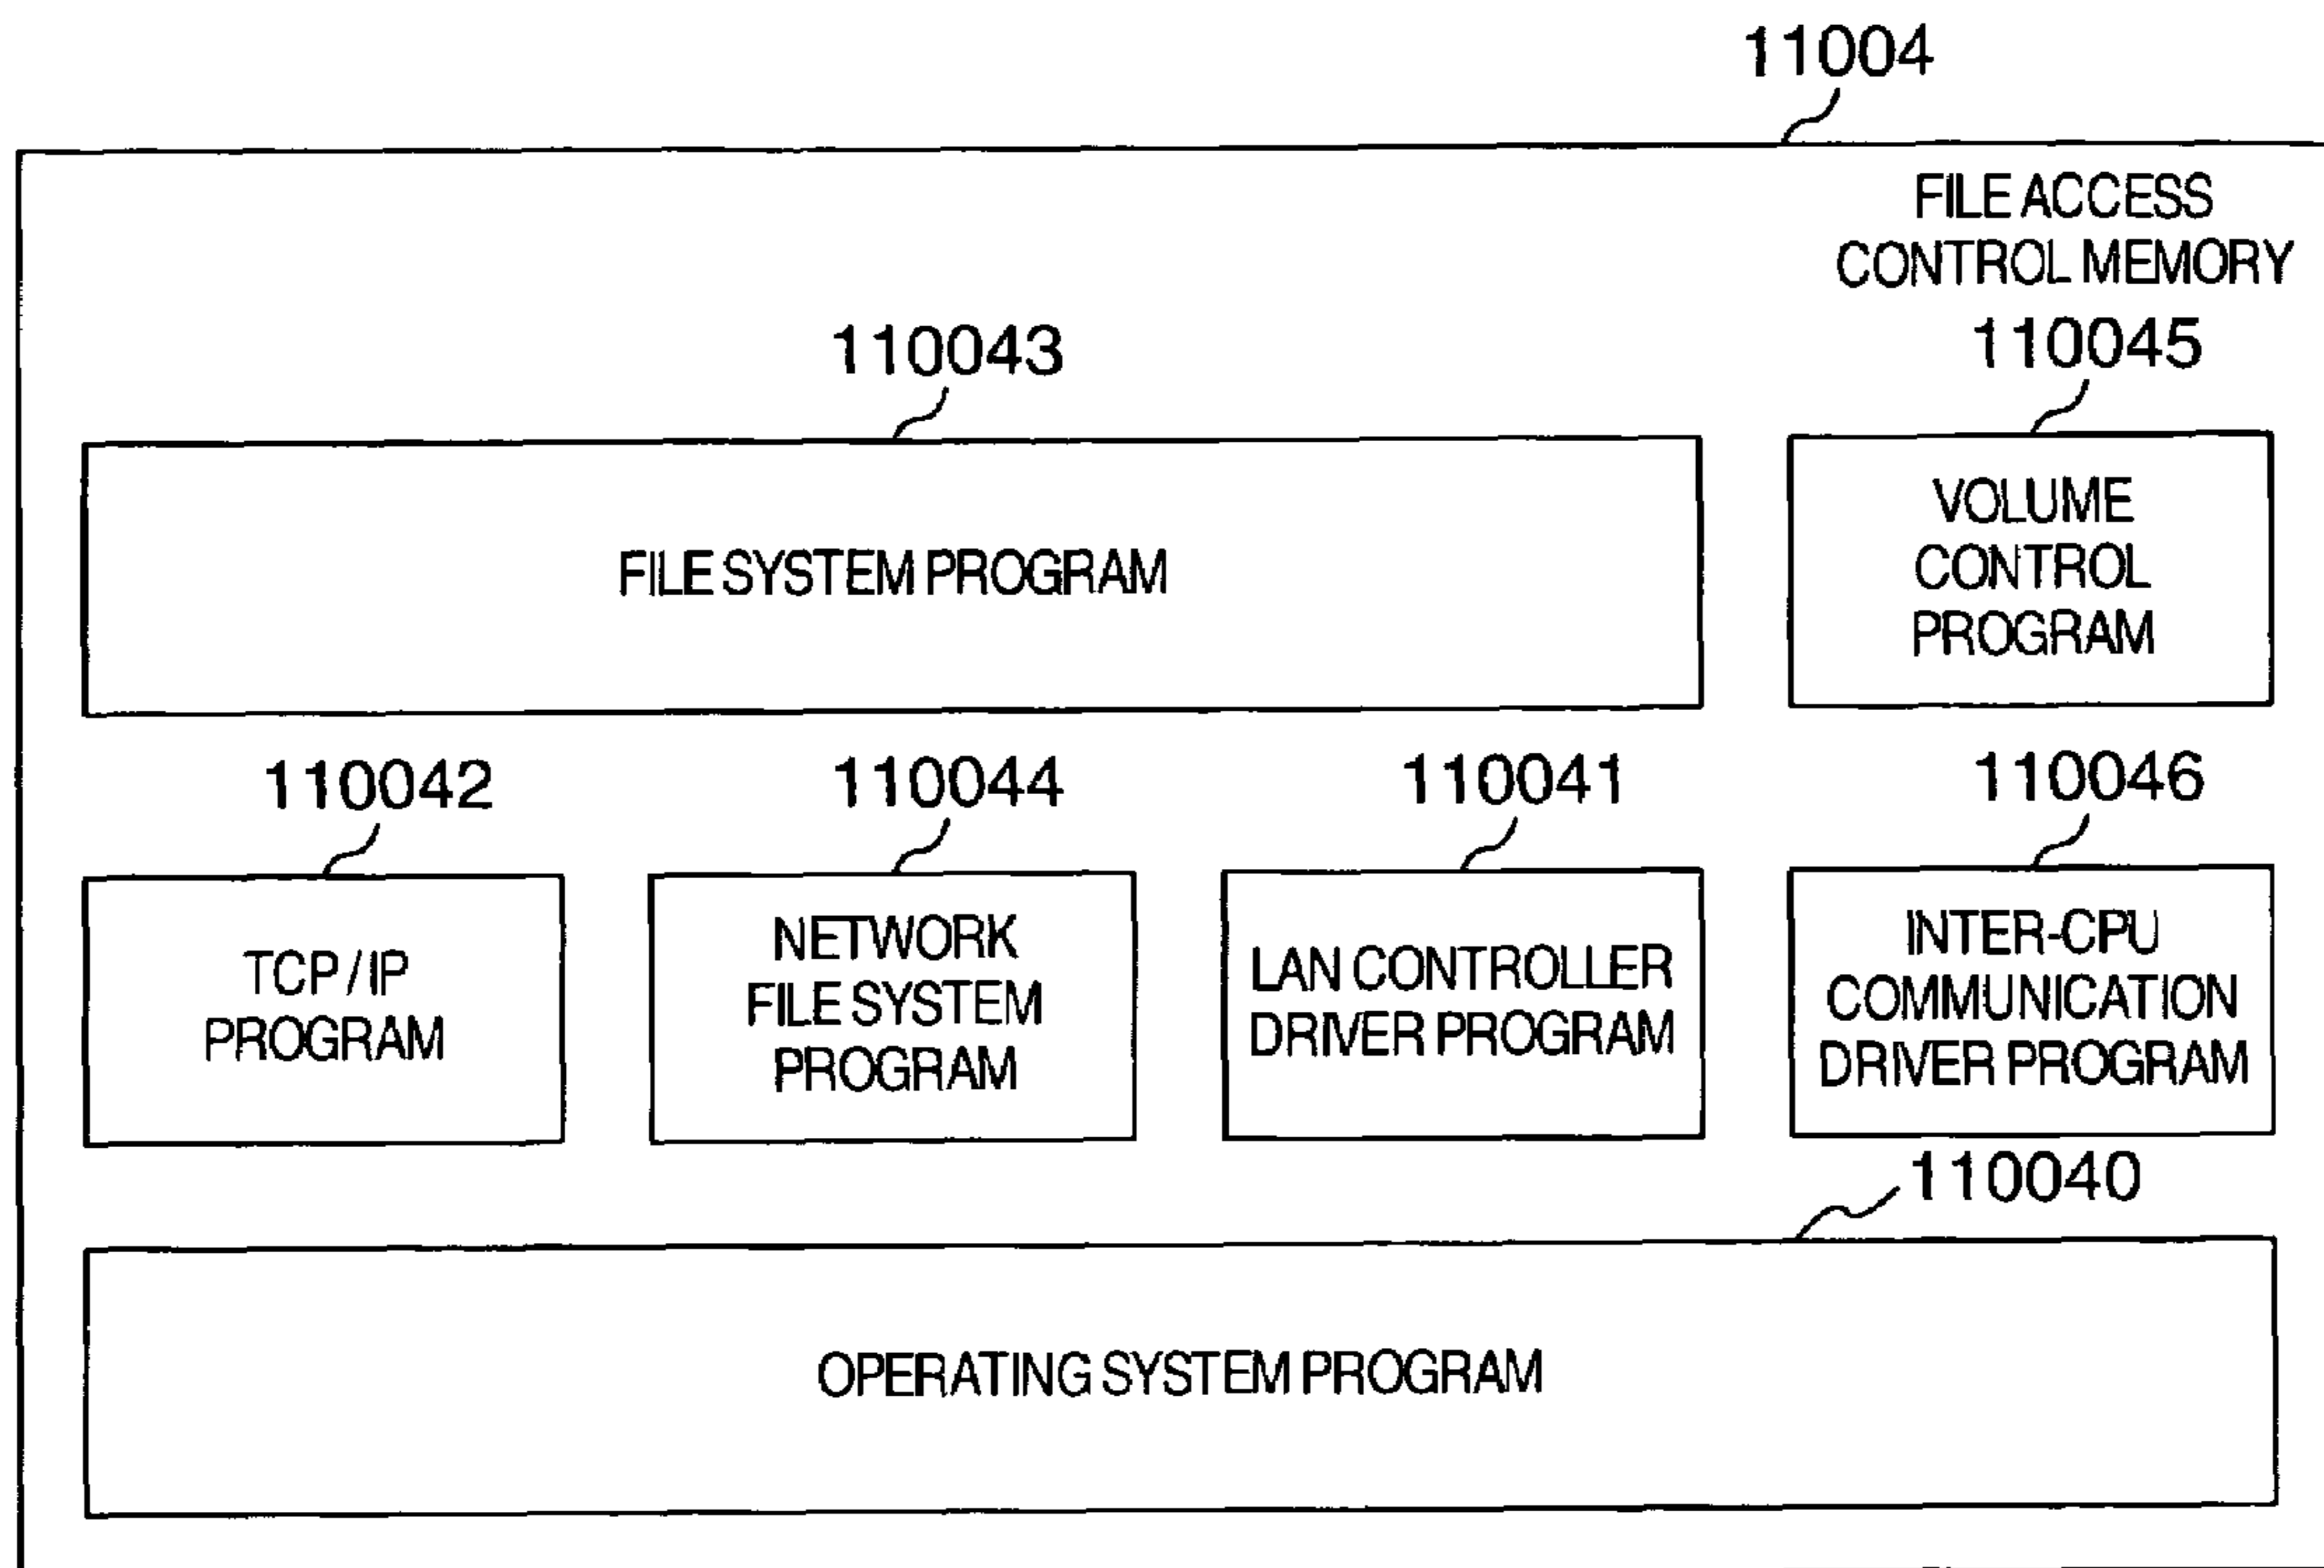 11004
FILE ACCESS
CONTROL MEMORY
110043
110045
FILE SYSTEM PROGRAM
VOLUME
CONTROL
PROGRAM
110042
110044
110041
110046
TCP/IP
PROGRAM
NETWORK
FILE SYSTEM
PROGRAM
LAN CONTROLLER
DRIVER PROGRAM
INTER-CPU
COMMUNICATION
DRIVER PROGRAM
110040
OPERATING SYSTEM PROGRAM